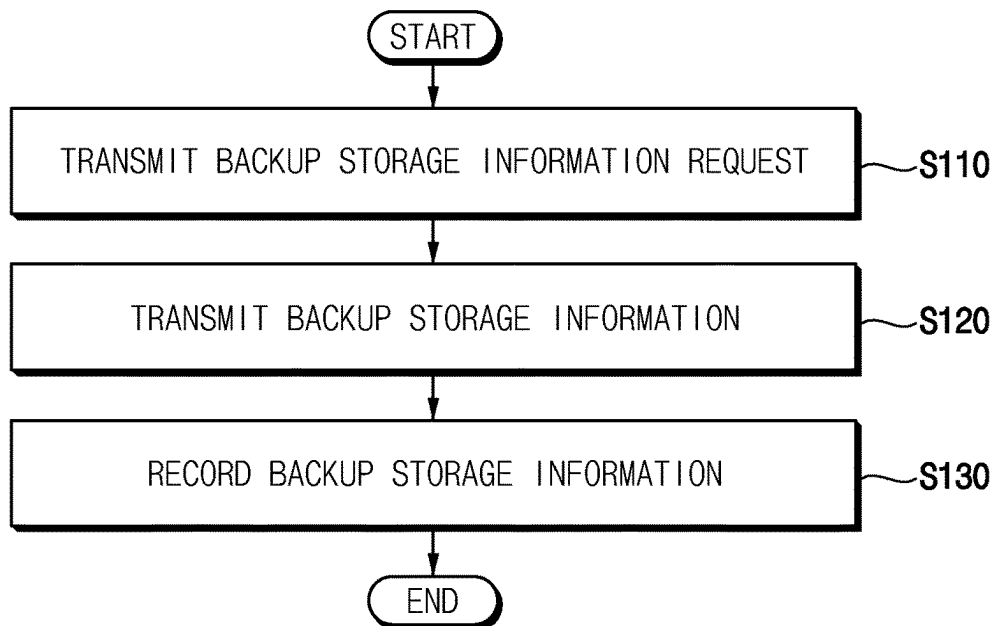 START
TRANSMIT BACKUP STORAGE INFORMATION REQUEST
S110
TRANSMIT BACKUP STORAGE INFORMATION
S120
RECORD BACKUP STORAGE INFORMATION
S130
END